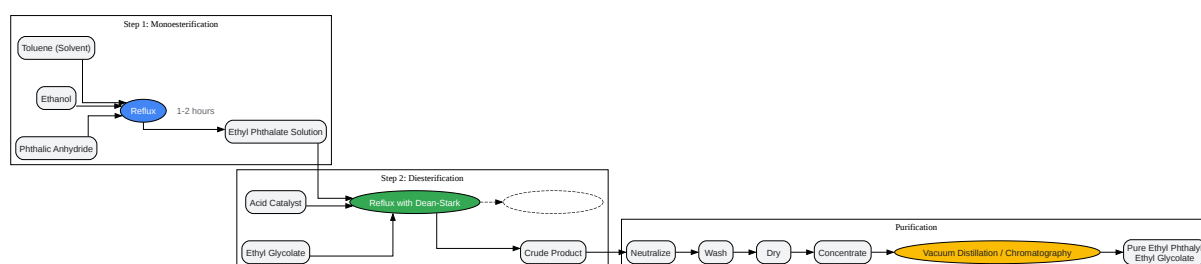 Step 1: Monoesterification
Toluene (Solvent)
Ethanol
Reflux
1-2 hours
Phthalic Anhydride
Ethyl Phthalate Solution
Step 2: Diesterification
Acid Catalyst
Reflux with Dean-Stark
Ethyl Glycolate
Crude Product
Purification
Neutralize
Wash
Dry
Concentrate
Vacuum Distillation / Chromatography
Pure Ethyl Phthaly
Ethyl Glycolate